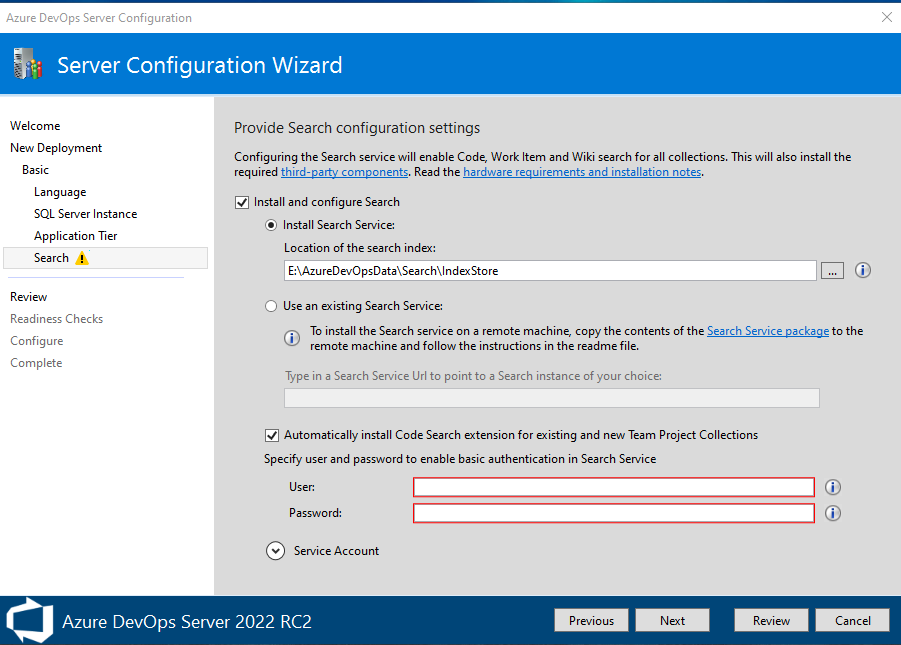 Azure DevOps Server Configuration
Server Configuration Wizard
Welcome
New Deployment
Basic
Language
SQL Server Instance
Application Tier
Search
Review
Readiness Checks
Configure
Complete
Provide Search configuration settings
Configuring the Search service will enable Code, Work Item and Wiki search for all collections. This will also install the
required third-party components. Read the hardware requirements and installation notes.
Install and configure Search
Install Search Service:
Location of the search index:
E:\AzureDevOpsData\Search\IndexStore
...
Use an existing Search Service:
To install the Search service on a remote machine, copy the contents of the Search Service package to the
remote machine and follow the instructions in the readme file.
Type in a Search Service Url to point to a Search instance of your choice:
Automatically install Code Search extension for existing and new Team Project Collections
Specify user and password to enable basic authentication in Search Service
User:
Password:
Service Account
Azure DevOps Server 2022 RC2
Previous
Next
Review
Cancel